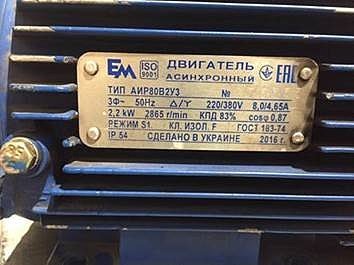 EM ISO 9001 ДВИГАТЕЛЬ EAC
АСИНХРОННЫЙ
ТИП АИР80В2У3 №
3Ф~ 50Hz Δ/Y 220/380V 8,0/4,65A
2,2 kW 2865 r/min КПД 83% cosφ 0,87
РЕЖИМ S1 КЛ. ИЗОЛ. F ГОСТ 183-74
IP 54 СДЕЛАНО В УКРАИНЕ 2016 г.